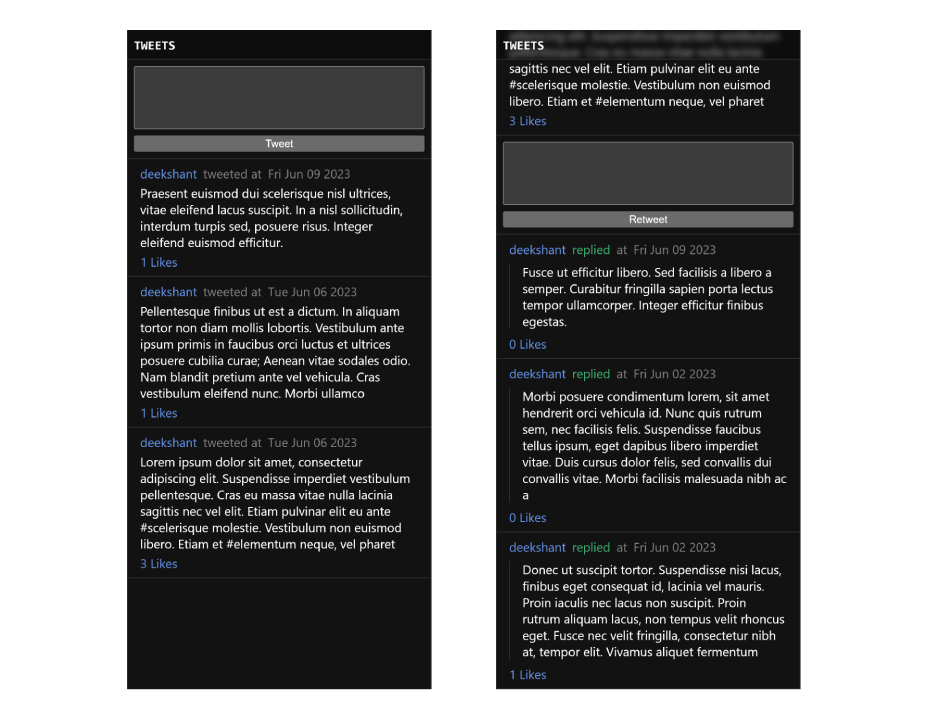 TWEETS
Tweet
deekshant tweeted at Fri Jun 09 2023
Praesent euismod dui scelerisque nisl ultrices,
vitae eleifend lacus suscipit. In a nisl sollicitudin,
interdum turpis sed, posuere risus. Integer
eleifend euismod efficitur.
1 Likes
deekshant tweeted at Tue Jun 06 2023
Pellentesque finibus ut est a dictum. In aliquam
tortor non diam mollis lobortis. Vestibulum ante
ipsum primis in faucibus orci luctus et ultrices
posuere cubilia curae; Aenean vitae sodales odio.
Nam blandit pretium ante vel vehicula. Cras
vestibulum eleifend nunc. Morbi ullamco
1 Likes
deekshant tweeted at Tue Jun 06 2023
Lorem ipsum dolor sit amet, consectetur
adipiscing elit. Suspendisse imperdiet vestibulum
pellentesque. Cras eu massa vitae nulla lacinia
sagittis nec vel elit. Etiam pulvinar elit eu ante
#scelerisque molestie. Vestibulum non euismod
libero. Etiam et #elementum neque, vel pharet
3 Likes
TWEETS
sagittis nec vel elit. Etiam pulvinar elit eu ante
#scelerisque molestie. Vestibulum non euismod
libero. Etiam et #elementum neque, vel pharet
3 Likes
Retweet
deekshant replied at Fri Jun 09 2023
Fusce ut efficitur libero. Sed facilisis a libero a
semper. Curabitur fringilla sapien porta lectus
tempor ullamcorper. Integer efficitur finibus
egestas.
0 Likes
deekshant replied at Fri Jun 02 2023
Morbi posuere condimentum lorem, sit amet
hendrerit orci vehicula id. Nunc quis rutrum
sem, nec facilisis felis. Suspendisse faucibus
tellus ipsum, eget dapibus libero imperdiet
vitae. Duis cursus dolor felis, sed convallis dui
convallis vitae. Morbi facilisis malesuada nibh ac
a
0 Likes
deekshant replied at Fri Jun 02 2023
Donec ut suscipit tortor. Suspendisse nisi lacus,
finibus eget consequat id, lacinia vel mauris.
Proin iaculis nec lacus non suscipit. Proin
rutrum aliquam lacus, non tempus velit rhoncus
eget. Fusce nec velit fringilla, consectetur nibh
at, tempor elit. Vivamus aliquet fermentum
1 Likes